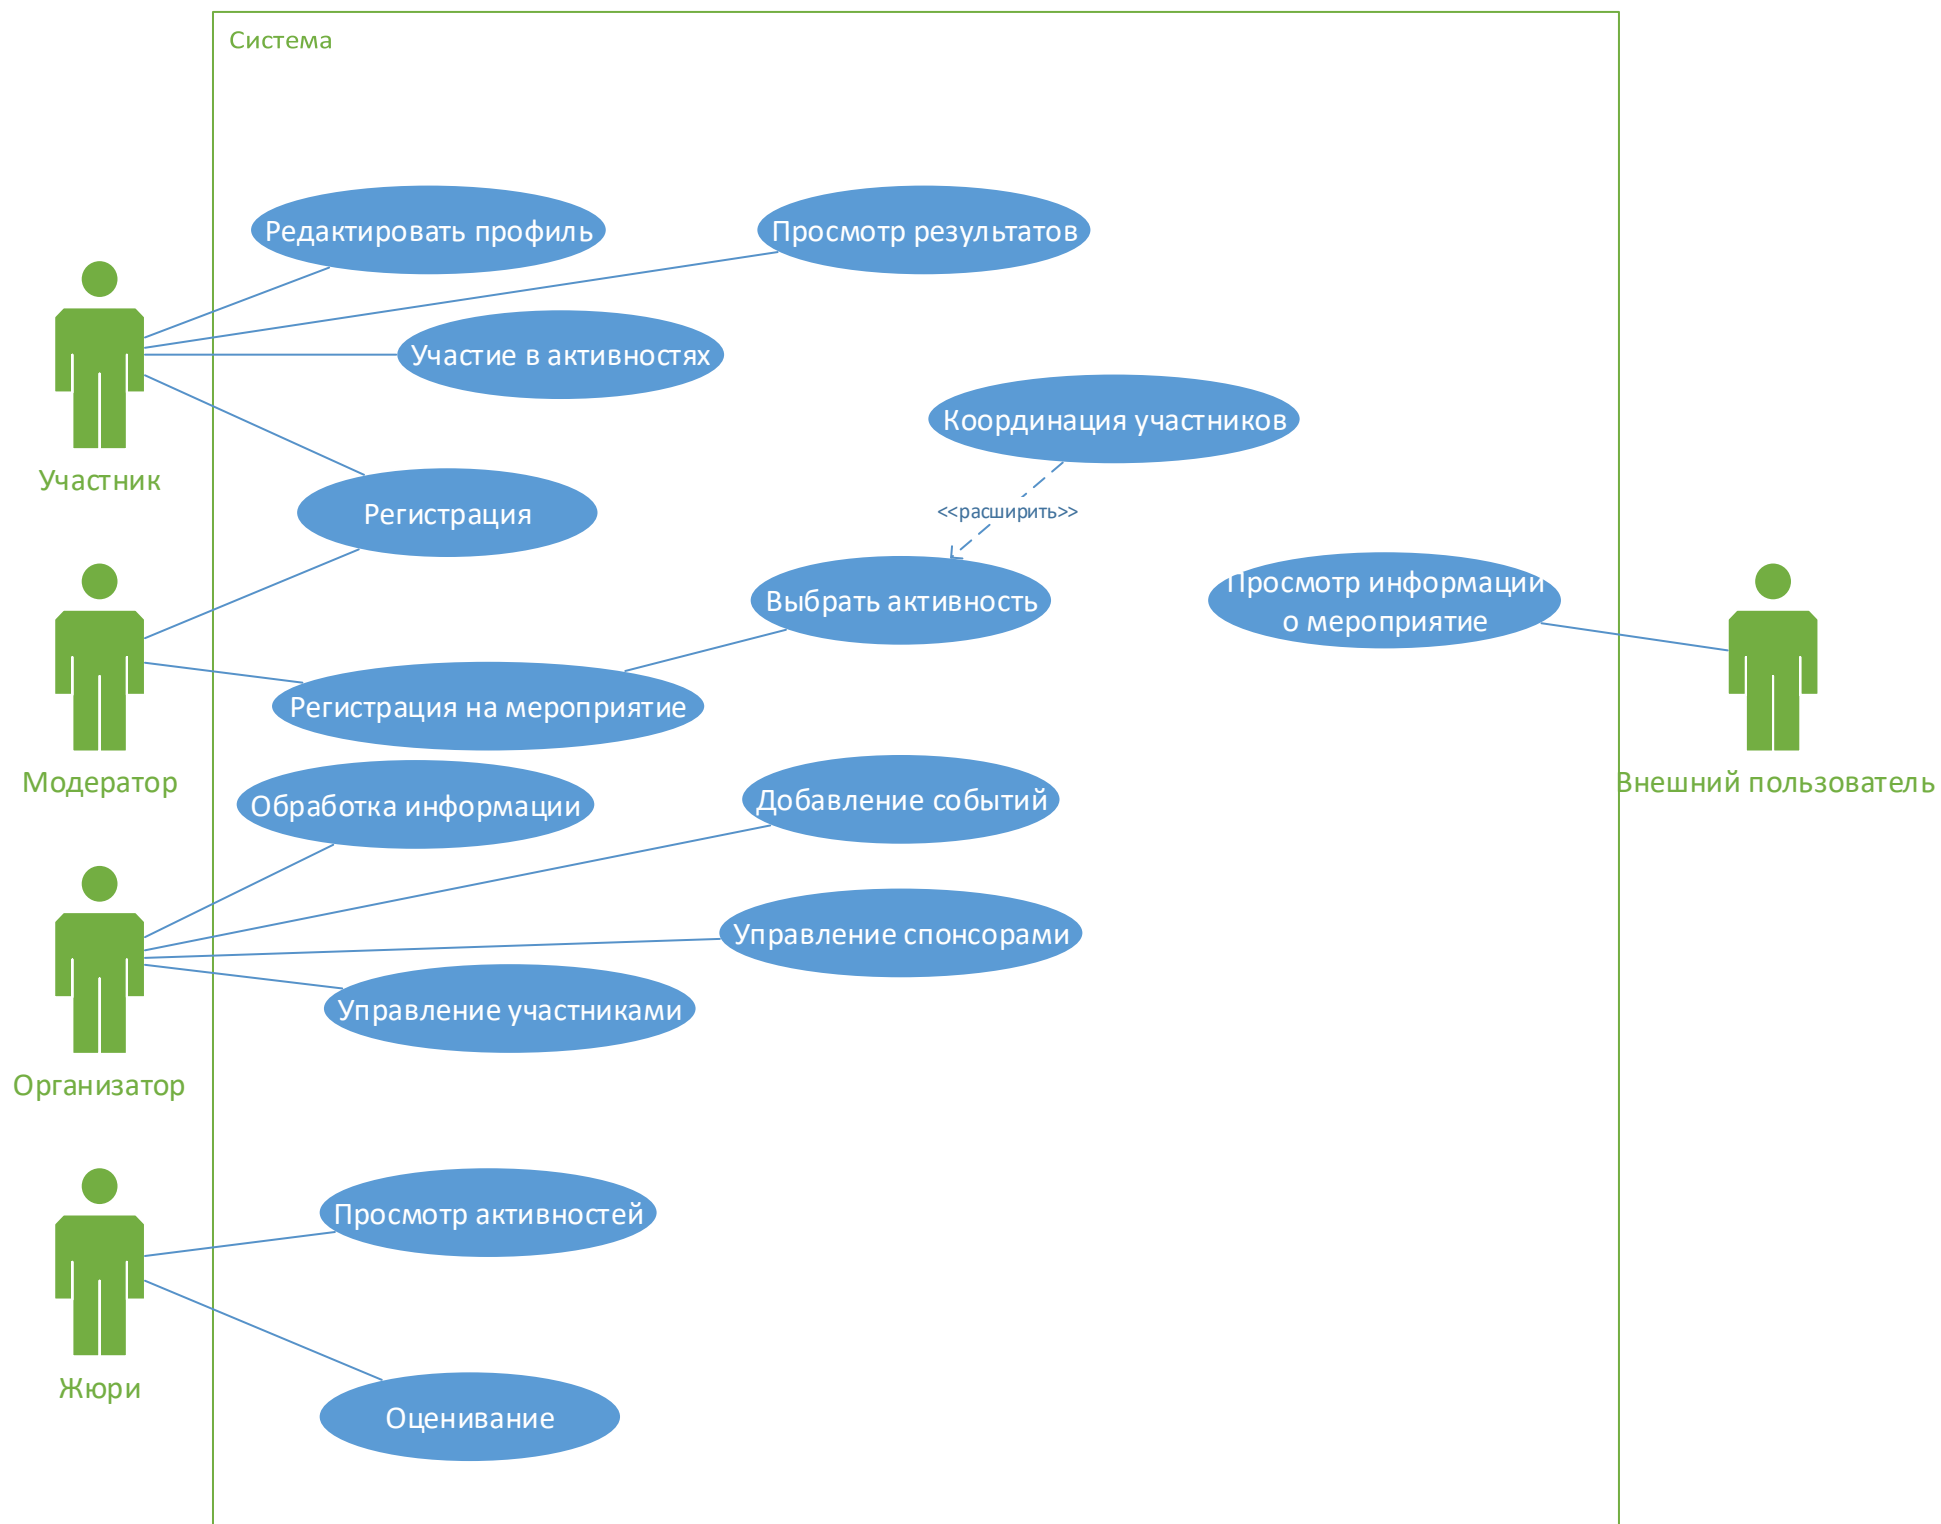 Система
Редактировать профиль
Просмотр результатов
Участие в активностях
Координация участников
Участник
Регистрация
<<расширить>>
Выбрать активность
Просмотр информации
о мероприятие
Регистрация на мероприятие
Модератор
Внешний пользователь
Обработка информации
Добавление событий
Управление спонсорами
Управление участниками
Организатор
Просмотр активностей
Жюри
Оценивание